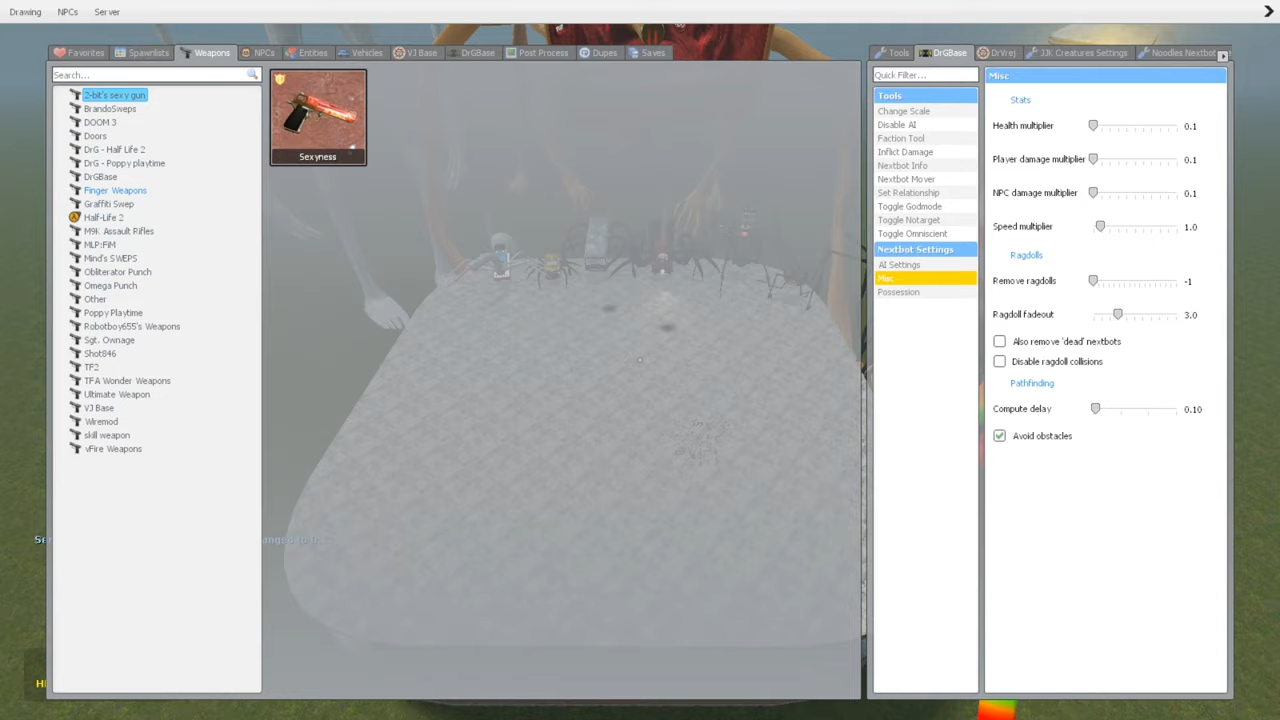 Drawing NPCs Server
Favorites Spawnlists Weapons NPCs Entities Vehicles VJ Base DrGBase Post Process Dupes Saves
Search...
2-bit's sexy gun
BrandoSweps
DOOM 3
Doors
DrG - Half Life 2
DrG - Poppy playtime
DrGBase
Finger Weapons
Graffiti Swep
Half-Life 2
M9K Assault Rifles
MLP:FiM
Mind's SWEPS
Obliterator Punch
Omega Punch
Other
Poppy Playtime
Robotboy655's Weapons
Sgt. Ownage
Shot846
TF2
TFA Wonder Weapons
Ultimate Weapon
VJ Base
Wiremod
skill weapon
vFire Weapons
Sexyness
Tools DrGBase DrVrej JJK Creatures Settings Noodles Nextbot
Quick Filter...
Tools
Change Scale
Disable AI
Faction Tool
Inflict Damage
Nextbot Info
Nextbot Mover
Set Relationship
Toggle Godmode
Toggle Notarget
Toggle Omniscient
Nextbot Settings
AI Settings
Misc
Possession
Misc
Stats
Health multiplier 0.1
Player damage multiplier 0.1
NPC damage multiplier 0.1
Speed multiplier 1.0
Ragdolls
Remove ragdolls -1
Ragdoll fadeout 3.0
Also remove 'dead' nextbots
Disable ragdoll collisions
Pathfinding
Compute delay 0.10
Avoid obstacles